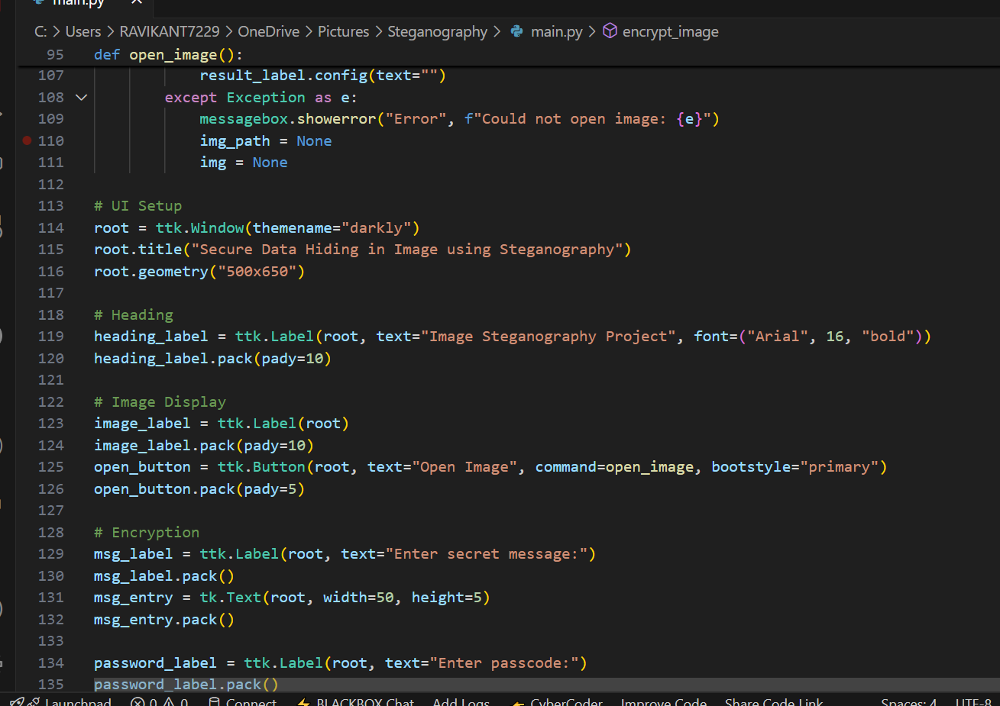 main.py
C: > Users > RAVIKANT7229 > OneDrive > Pictures > Steganography > main.py > encrypt_image
95 def open_image():
107 result_label.config(text="")
108 except Exception as e:
109 messagebox.showerror("Error", f"Could not open image: {e}")
110 img_path = None
111 img = None
112
113 # UI Setup
114 root = ttk.Window(themename="darkly")
115 root.title("Secure Data Hiding in Image using Steganography")
116 root.geometry("500x650")
117
118 # Heading
119 heading_label = ttk.Label(root, text="Image Steganography Project", font=("Arial", 16, "bold"))
120 heading_label.pack(pady=10)
121
122 # Image Display
123 image_label = ttk.Label(root)
124 image_label.pack(pady=10)
125 open_button = ttk.Button(root, text="Open Image", command=open_image, bootstyle="primary")
126 open_button.pack(pady=5)
127
128 # Encryption
129 msg_label = ttk.Label(root, text="Enter secret message:")
130 msg_label.pack()
131 msg_entry = tk.Text(root, width=50, height=5)
132 msg_entry.pack()
133
134 password_label = ttk.Label(root, text="Enter passcode:")
135 password_label.pack()
Launchpad 0 0 Connect BLACKBOX Chat Add Logs CyberCoder Improve Code Share Code Link Spaces: 4 UTF-8